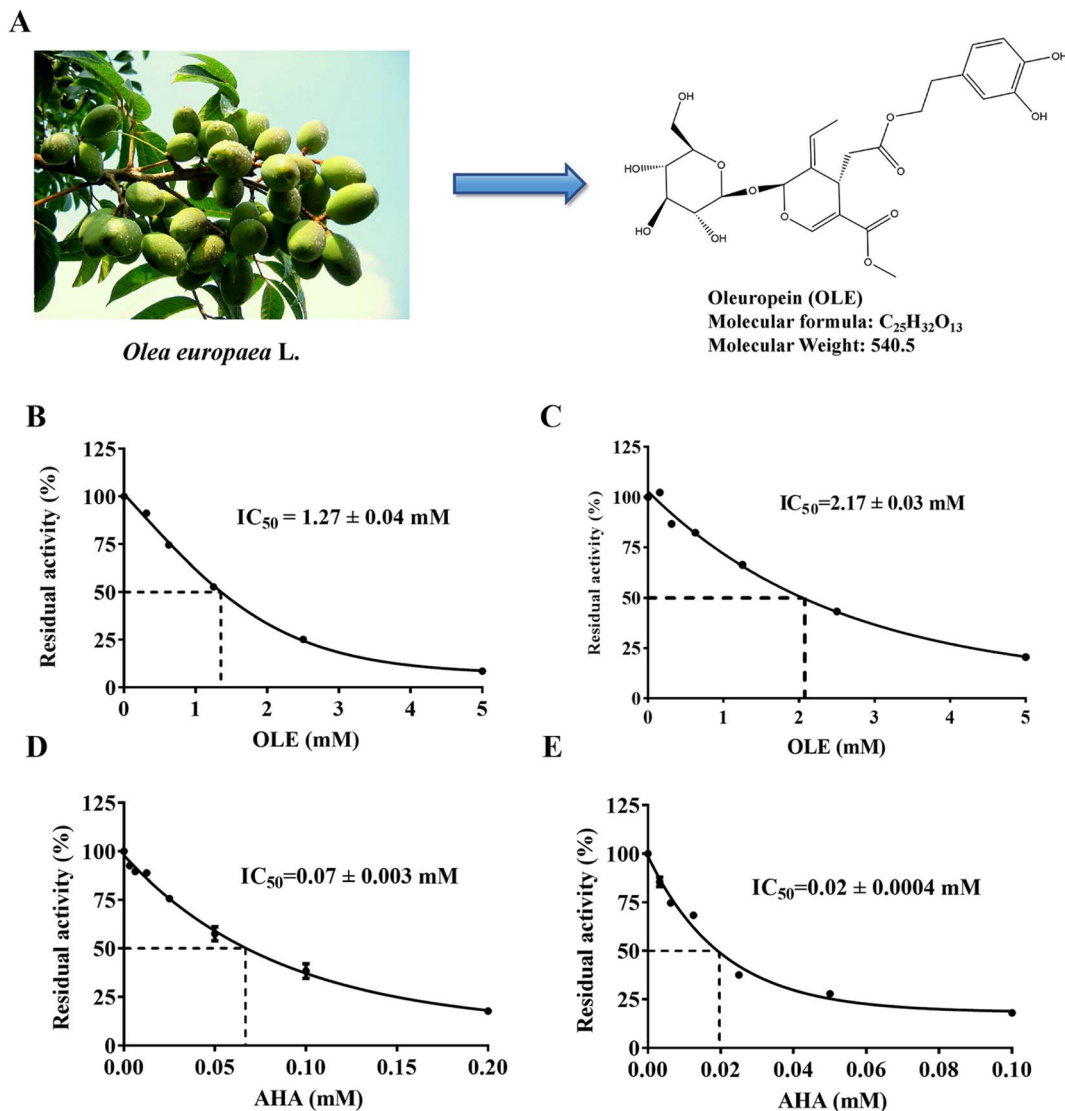 A
OH
OH
OH
O
O
HO
O
O
O
HO
OH
O
O
O
Oleuropein (OLE)
Molecular formula: C₂₅H₃₂O₁₃
Molecular Weight: 540.5
Olea europaea L.
B
125
100
75
50
25
0
Residual activity (%)
IC₅₀ = 1.27 ± 0.04 mM
0 1 2 3 4 5
OLE (mM)
C
125
100
75
50
25
0
Residual activity (%)
IC₅₀=2.17 ± 0.03 mM
0 1 2 3 4 5
OLE (mM)
D
125
100
75
50
25
0
Residual activity (%)
IC₅₀=0.07 ± 0.003 mM
0.00 0.05 0.10 0.15 0.20
AHA (mM)
E
125
100
75
50
25
0
Residual activity (%)
IC₅₀=0.02 ± 0.0004 mM
0.00 0.02 0.04 0.06 0.08 0.10
AHA (mM)